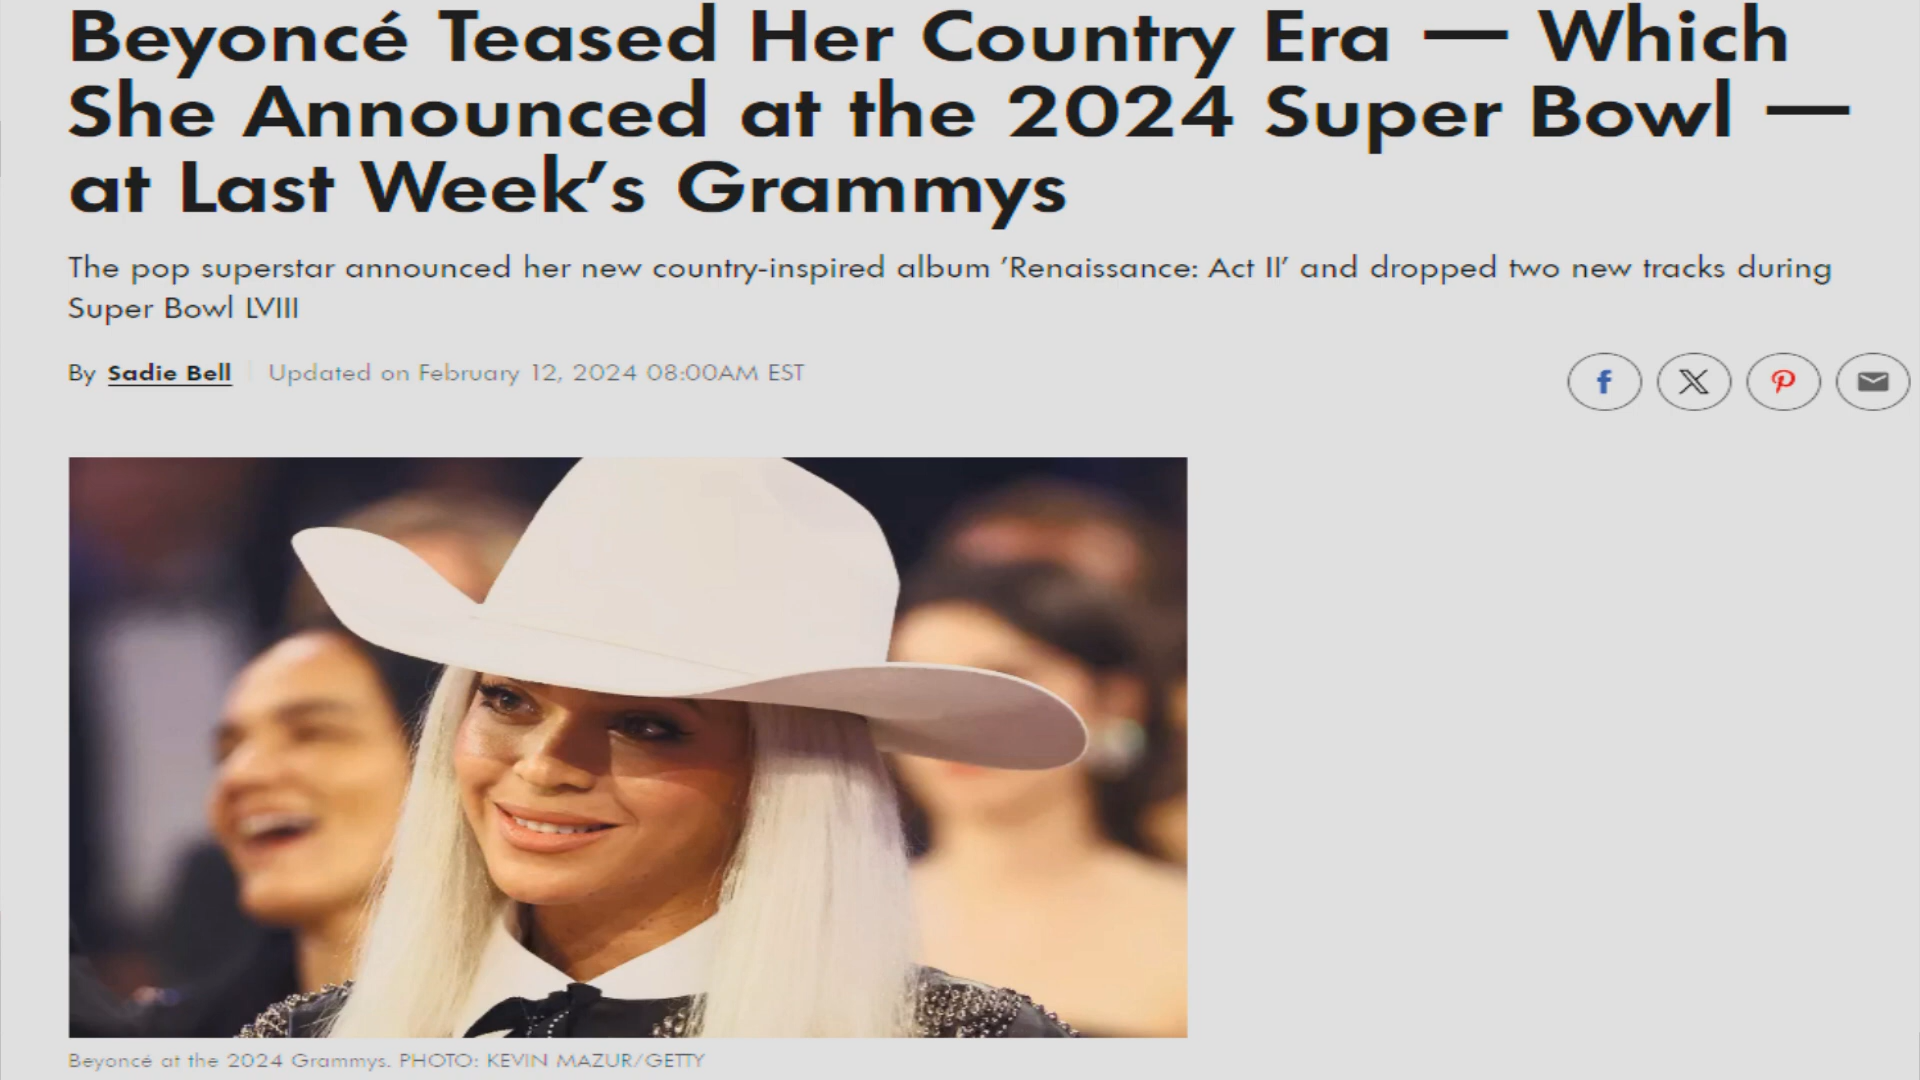 Beyoncé Teased Her Country Era — Which
She Announced at the 2024 Super Bowl —
at Last Week’s Grammys
The pop superstar announced her new country-inspired album ‘Renaissance: Act II’ and dropped two new tracks during
Super Bowl LVIII
By Sadie Bell Updated on February 12, 2024 08:00AM EST
Beyoncé at the 2024 Grammys. PHOTO: KEVIN MAZUR/GETTY